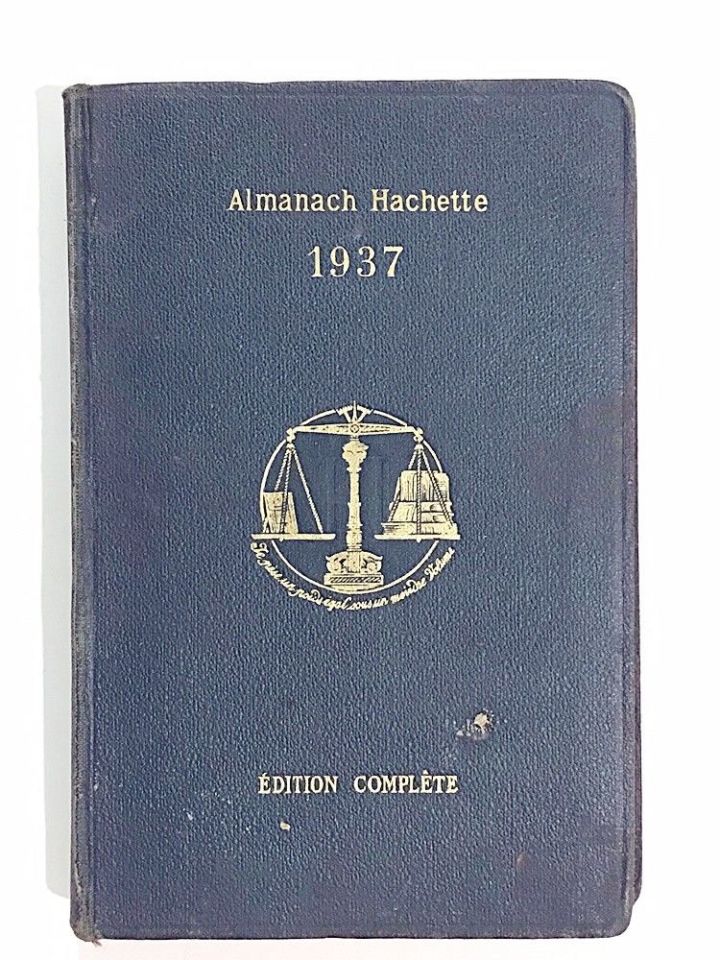 Almanach Hachette
1937
Je pèse un poids égal sous un moindre Volume
ÉDITION COMPLÈTE